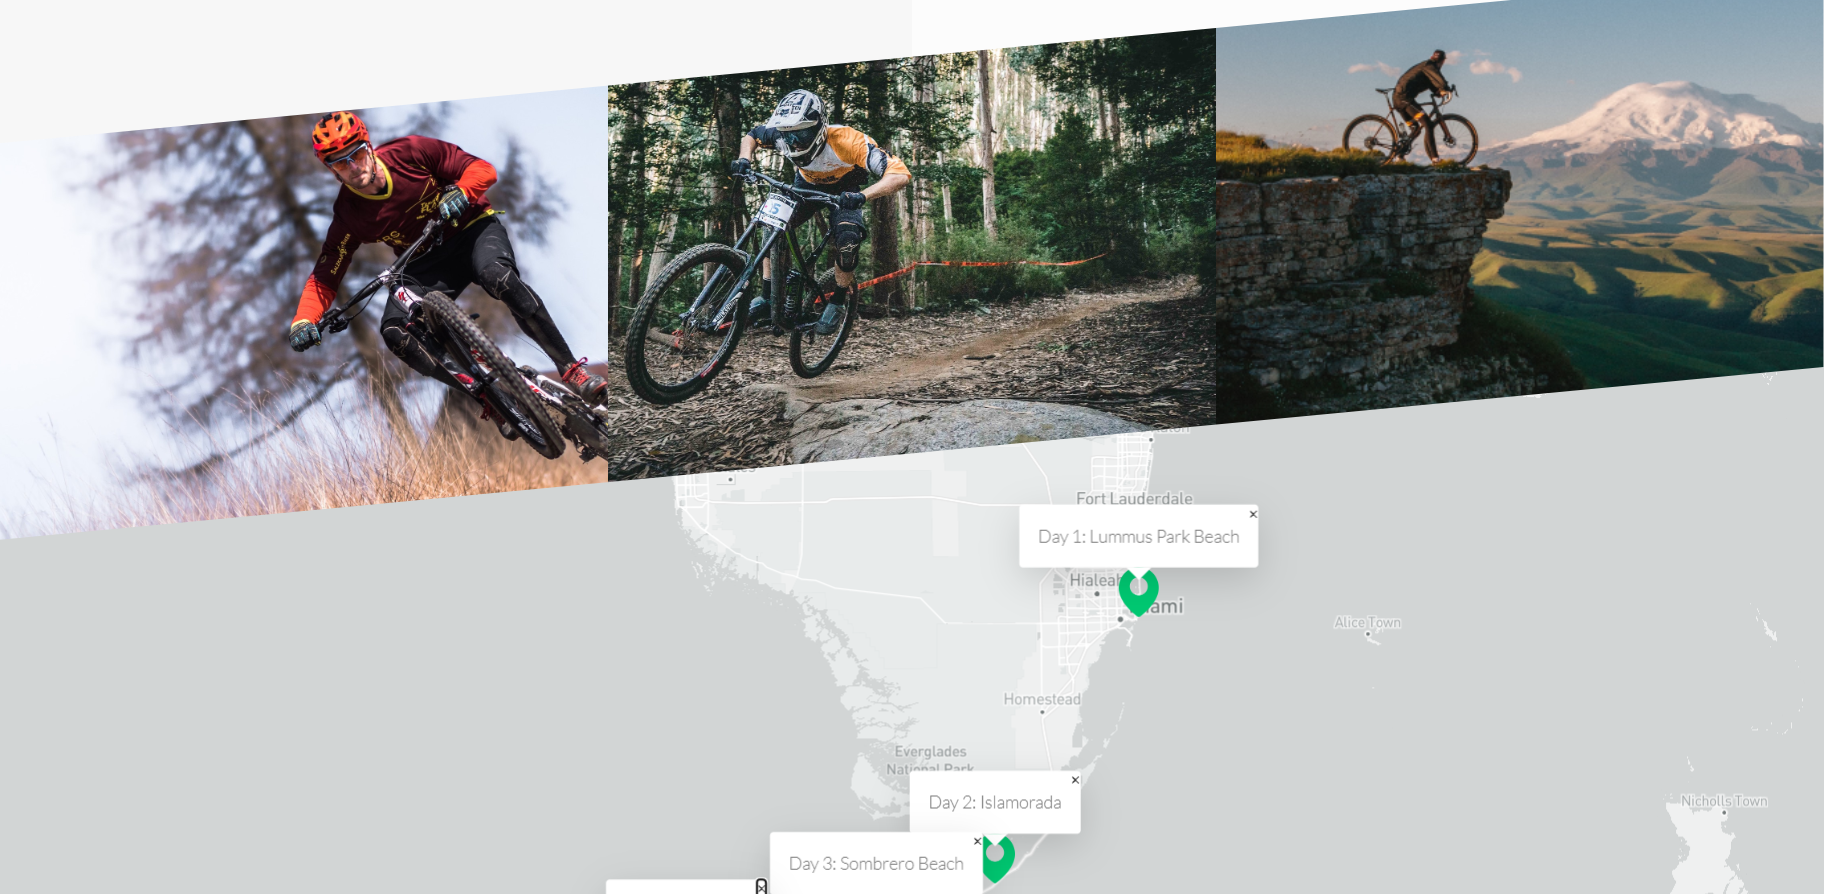 Fort Lauderdale
×
Day 1: Lummus Park Beach
Hialeah
Miami
Alice Town
Homestead
Everglades
National Park
×
Day 2: Islamorada
Nicholls Town
×
Day 3: Sombrero Beach
×